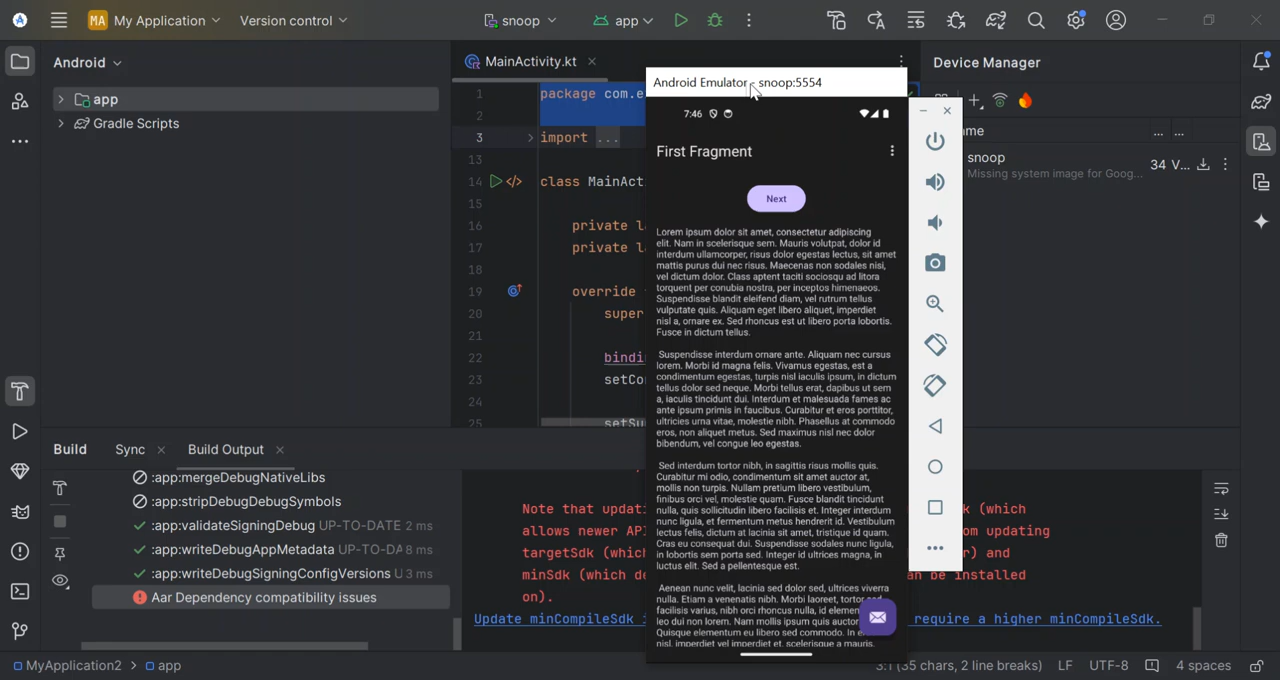 MA My Application
Version control
snoop
app
Android
MainActivity.kt
Device Manager
app
Gradle Scripts
1 package com.e
2
3 import ...
13
14 class MainAct
15
16 private la
17 private la
18
19 override
20 super
21
22 bindi
23 setCo
24
25 setSu
Android Emulator - snoop:5554
7:46
First Fragment
Next
Lorem ipsum dolor sit amet, consectetur adipiscing
elit. Nam in scelerisque sem. Mauris volutpat, dolor id
interdum ullamcorper, risus dolor egestas lectus, sit amet
mattis purus dui nec risus. Maecenas non sodales nisi,
vel dictum dolor. Class aptent taciti sociosqu ad litora
torquent per conubia nostra, per inceptos himenaeos.
Suspendisse blandit eleifend diam, vel rutrum tellus
vulputate quis. Aliquam eget libero aliquet, imperdiet
nisl a, ornare ex. Sed rhoncus est ut libero porta lobortis.
Fusce in dictum tellus.
Suspendisse interdum ornare ante. Aliquam nec cursus
lorem. Morbi id magna felis. Vivamus egestas, est a
condimentum egestas, turpis nisl iaculis ipsum, in dictum
tellus dolor sed neque. Morbi tellus erat, dapibus ut sem
a, iaculis tincidunt dui. Interdum et malesuada fames ac
ante ipsum primis in faucibus. Curabitur et eros porttitor,
ultricies urna vitae, molestie nibh. Phasellus at commodo
eros, non aliquet metus. Sed maximus nisl nec dolor
bibendum, vel congue leo egestas.
Sed interdum tortor nibh, in sagittis risus mollis quis.
Curabitur mi odio, condimentum sit amet auctor at,
mollis non turpis. Nullam pretium libero vestibulum,
finibus orci vel, molestie quam. Fusce blandit tincidunt
nulla, quis sollicitudin libero facilisis et. Integer interdum
nunc ligula, et fermentum metus hendrerit id. Vestibulum
lectus felis, dictum at lacinia sit amet, tristique id quam.
Cras eu consequat dui. Suspendisse sodales nunc ligula,
in lobortis sem porta sed. Integer id ultrices magna, in
luctus elit. Sed a pellentesque est.
Aenean nunc velit, lacinia sed dolor sed, ultrices viverra
nulla. Etiam a venenatis nibh. Morbi laoreet, tortor sed
facilisis varius, nibh orci rhoncus nulla, id elemen
leo dui non lorem. Nam mollis ipsum quis aucto
Quisque elementum eu libero sed commodo. In e
nisl, imperdiet vel imperdiet et, scelerisque a mauris.
ame
... ...
snoop
Missing system image for Goog...
34 V...
Build
Sync
Build Output
:app:mergeDebugNativeLibs
:app:stripDebugDebugSymbols
:app:validateSigningDebug UP-TO-DATE 2 ms
:app:writeDebugAppMetadata UP-TO-DA 8 ms
:app:writeDebugSigningConfigVersions U 3 ms
Aar Dependency compatibility issues
Note that updati k (which
allows newer API om updating
targetSdk (whic r) and
minSdk (which de an be installed
on).
Update minCompileSdk i require a higher minCompileSdk.
MyApplication2 > app
3:1 (35 chars, 2 line breaks)
LF
UTF-8
4 spaces